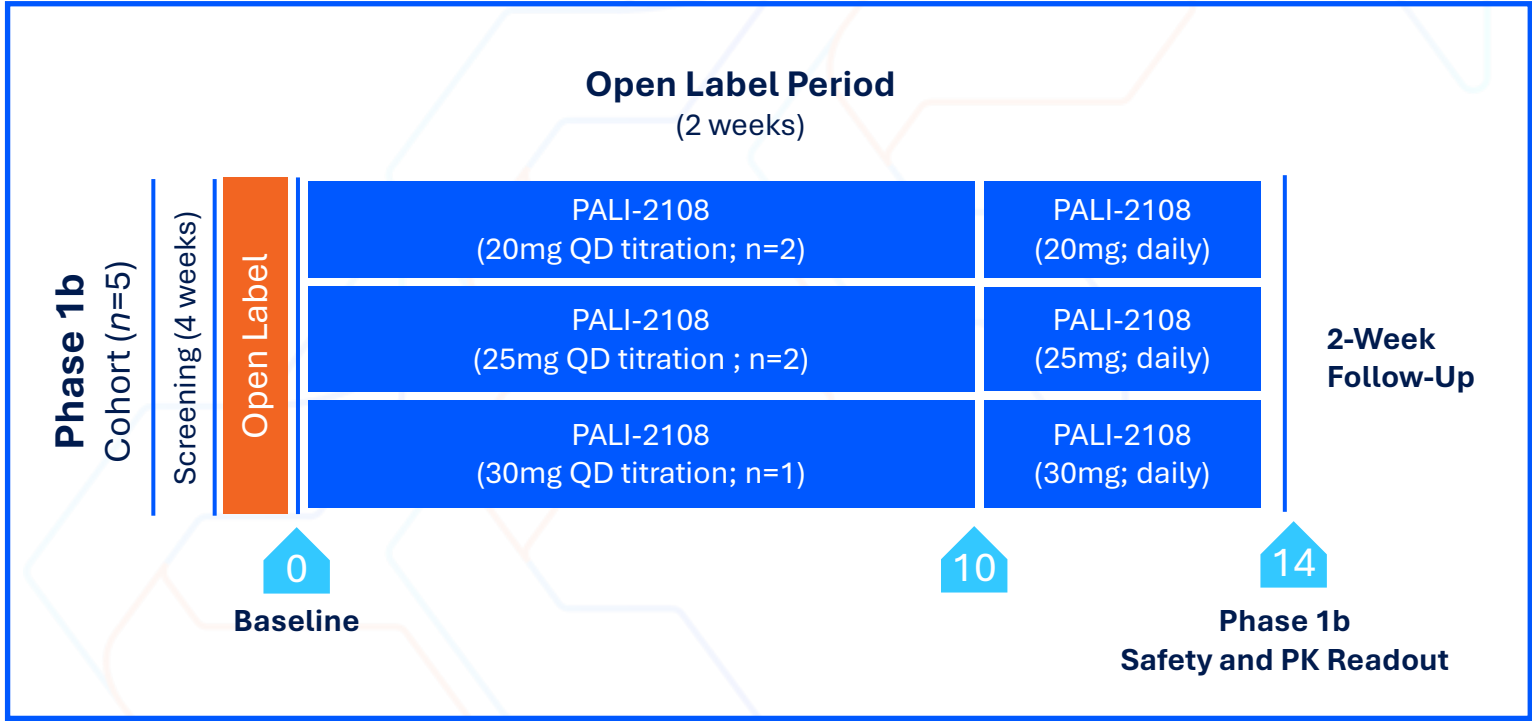 Open Label Period
(2 weeks)
Phase 1b
Cohort (n=5)
Screening (4 weeks)
Open Label
PALI-2108
(20mg QD titration; n=2)
PALI-2108
(20mg; daily)
PALI-2108
(25mg QD titration ; n=2)
PALI-2108
(25mg; daily)
PALI-2108
(30mg QD titration; n=1)
PALI-2108
(30mg; daily)
2-Week
Follow-Up
0
10
14
Baseline
Phase 1b
Safety and PK Readout